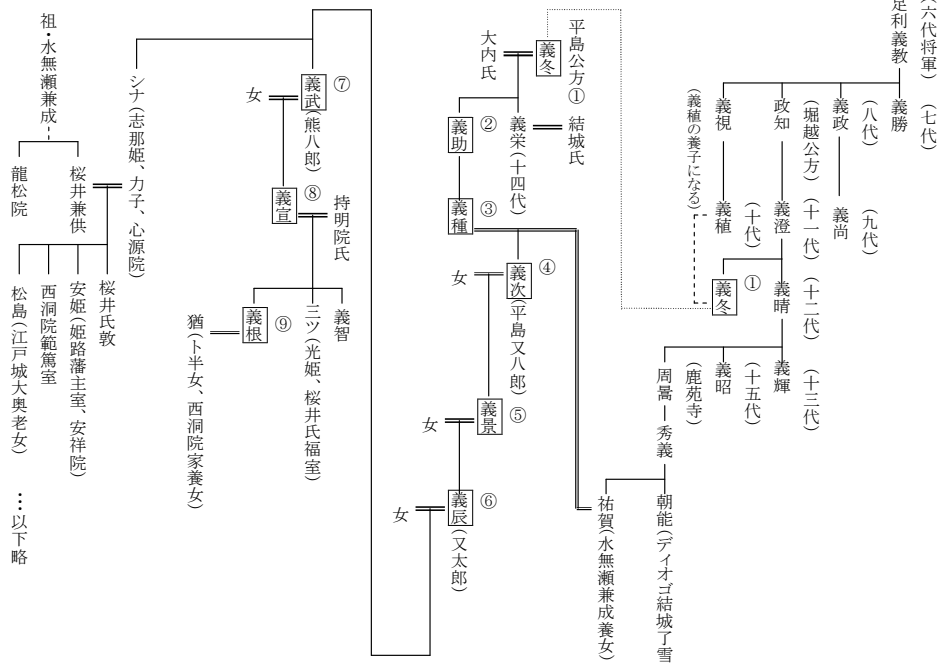 (六代将軍)
足利義教
(七代)
義勝
(八代)
義政
(九代)
義尚
(堀越公方)
政知
(十一代)
義澄
(十二代)
義晴
(十三代)
義輝
(十五代)
義昭
(鹿苑寺)
周暠
秀義
朝能(ディオゴ結城了雪
祐賀(水無瀬兼成養女)
①
義冬
義視
(十代)
義稙
(義稙の養子になる)
平島公方①
義冬
大内氏
結城氏
義栄(十四代)
②
義助
③
義種
④
義次(平島又八郎)
女
⑤
義景
女
⑥
義辰(又太郎)
女
⑦
義武(熊八郎)
女
⑧
義宣
持明院氏
義智
三ツ(光姫、桜井氏福室)
⑨
義根
猶(卜半女、西洞院家養女)
シナ(志那姫、力子、心源院)
祖・水無瀬兼成
桜井兼供
龍松院
桜井氏敦
安姫(姫路藩主室、安祥院)
西洞院範篤室
松島(江戸城大奥老女)
…以下略